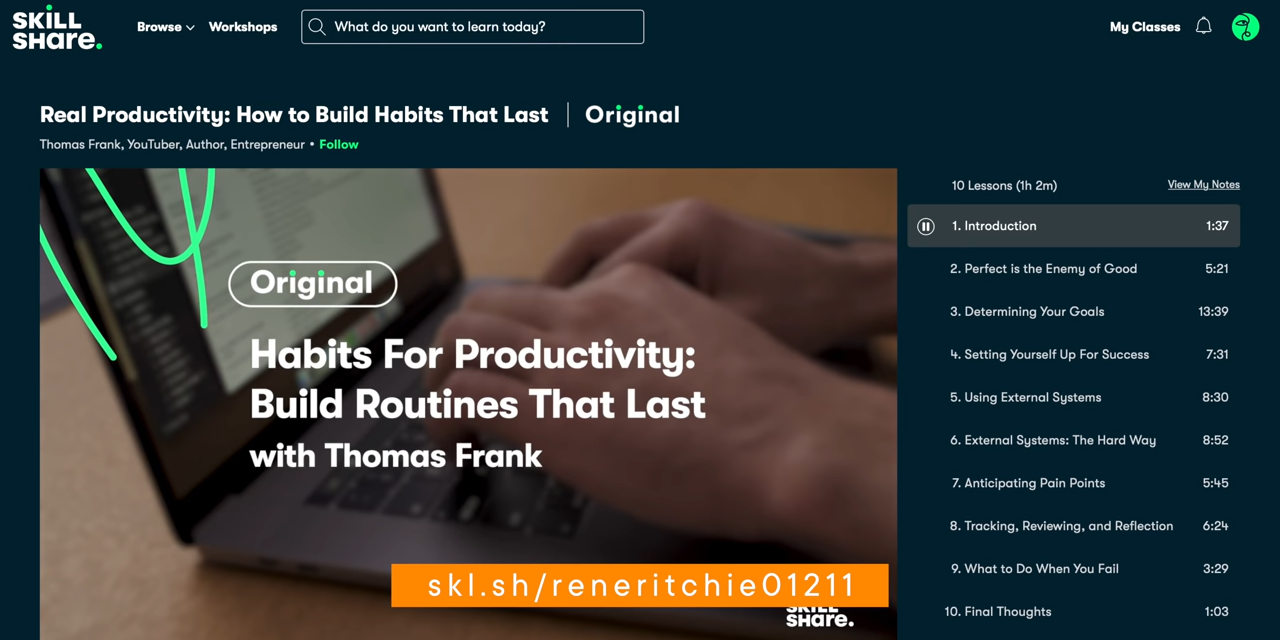 SKiLL
SHare.
Browse
Workshops
What do you want to learn today?
My Classes
Real Productivity: How to Build Habits That Last
Original
Thomas Frank, YouTuber, Author, Entrepreneur • Follow
10 Lessons (1h 2m)
View My Notes
1. Introduction 1:37
2. Perfect is the Enemy of Good 5:21
3. Determining Your Goals 13:39
4. Setting Yourself Up For Success 7:31
5. Using External Systems 8:30
6. External Systems: The Hard Way 8:52
7. Anticipating Pain Points 5:45
8. Tracking, Reviewing, and Reflection 6:24
9. What to Do When You Fail 3:29
10. Final Thoughts 1:03
Original
Habits For Productivity:
Build Routines That Last
with Thomas Frank
skl.sh/reneritchie01211
SKiLL
SHare.